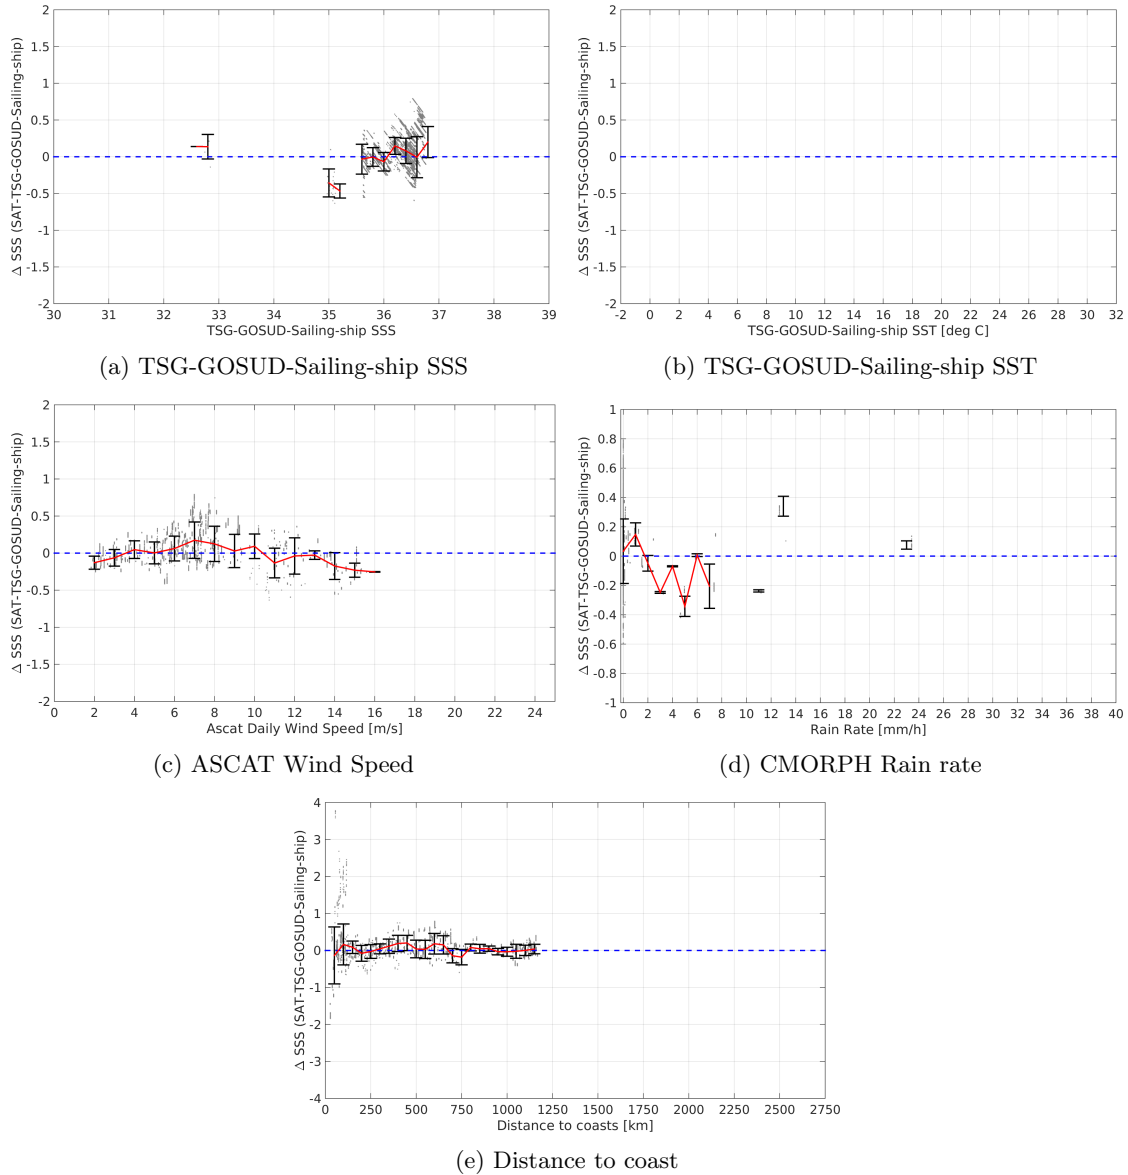 2
1.5
1
0.5
0
-0.5
-1
-1.5
-2
30 31 32 33 34 35 36 37 38 39
Δ SSS (SAT-TSG-GOSUD-Sailing-ship)
TSG-GOSUD-Sailing-ship SSS
(a) TSG-GOSUD-Sailing-ship SSS
2
1.5
1
0.5
0
-0.5
-1
-1.5
-2
-2 0 2 4 6 8 10 12 14 16 18 20 22 24 26 28 30 32
Δ SSS (SAT-TSG-GOSUD-Sailing-ship)
TSG-GOSUD-Sailing-ship SST [deg C]
(b) TSG-GOSUD-Sailing-ship SST
2
1.5
1
0.5
0
-0.5
-1
-1.5
-2
0 2 4 6 8 10 12 14 16 18 20 22 24
Δ SSS (SAT-TSG-GOSUD-Sailing-ship)
Ascat Daily Wind Speed [m/s]
(c) ASCAT Wind Speed
1
0.8
0.6
0.4
0.2
0
-0.2
-0.4
-0.6
-0.8
-1
0 2 4 6 8 10 12 14 16 18 20 22 24 26 28 30 32 34 36 38 40
Δ SSS (SAT-TSG-GOSUD-Sailing-ship)
Rain Rate [mm/h]
(d) CMORPH Rain rate
4
3
2
1
0
-1
-2
-3
-4
0 250 500 750 1000 1250 1500 1750 2000 2250 2500 2750
Δ SSS (SAT-TSG-GOSUD-Sailing-ship)
Distance to coasts [km]
(e) Distance to coast